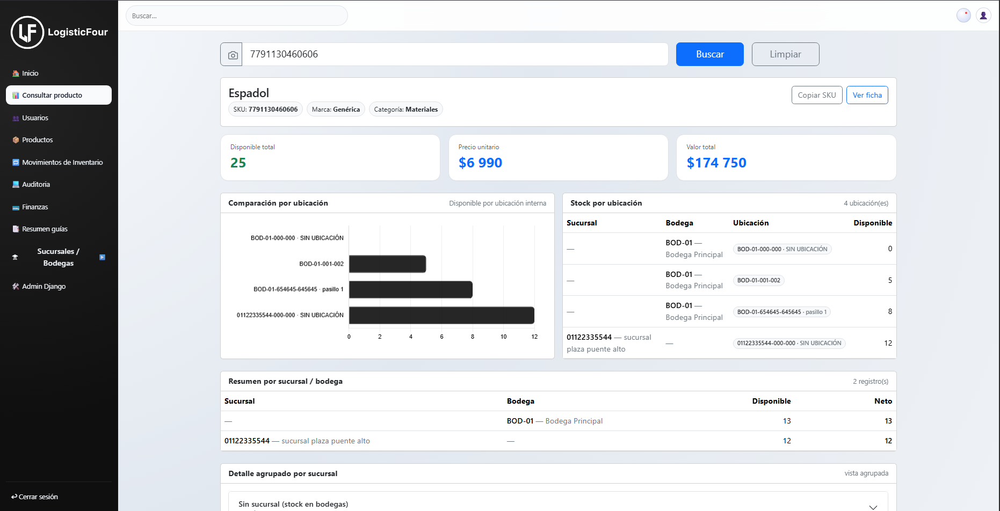 LogisticFour
Inicio
Consultar producto
Usuarios
Productos
Movimientos de Inventario
Auditoria
Finanzas
Resumen guías
Sucursales /
Bodegas
Admin Django
Cerrar sesión
Buscar...
7791130460606
Buscar
Limpiar
Espadol
SKU: 7791130460606
Marca: Genérica
Categoría: Materiales
Copiar SKU
Ver ficha
Disponible total
25
Precio unitario
$6 990
Valor total
$174 750
Comparación por ubicación
Disponible por ubicación interna
BOD-01-000-000 · SIN UBICACIÓN
BOD-01-001-002
BOD-01-654645-645645 · pasillo 1
01122335544-000-000 · SIN UBICACIÓN
0 2 4 6 8 10 12
Stock por ubicación
4 ubicación(es)
Sucursal Bodega Ubicación Disponible
— BOD-01 — Bodega Principal BOD-01-000-000 · SIN UBICACIÓN 0
— BOD-01 — Bodega Principal BOD-01-001-002 5
— BOD-01 — Bodega Principal BOD-01-654645-645645 · pasillo 1 8
01122335544 — sucursal plaza puente alto — 01122335544-000-000 · SIN UBICACIÓN 12
Resumen por sucursal / bodega
2 registro(s)
Sucursal Bodega Disponible Neto
— BOD-01 — Bodega Principal 13 13
01122335544 — sucursal plaza puente alto — 12 12
Detalle agrupado por sucursal
vista agrupada
Sin sucursal (stock en bodegas)